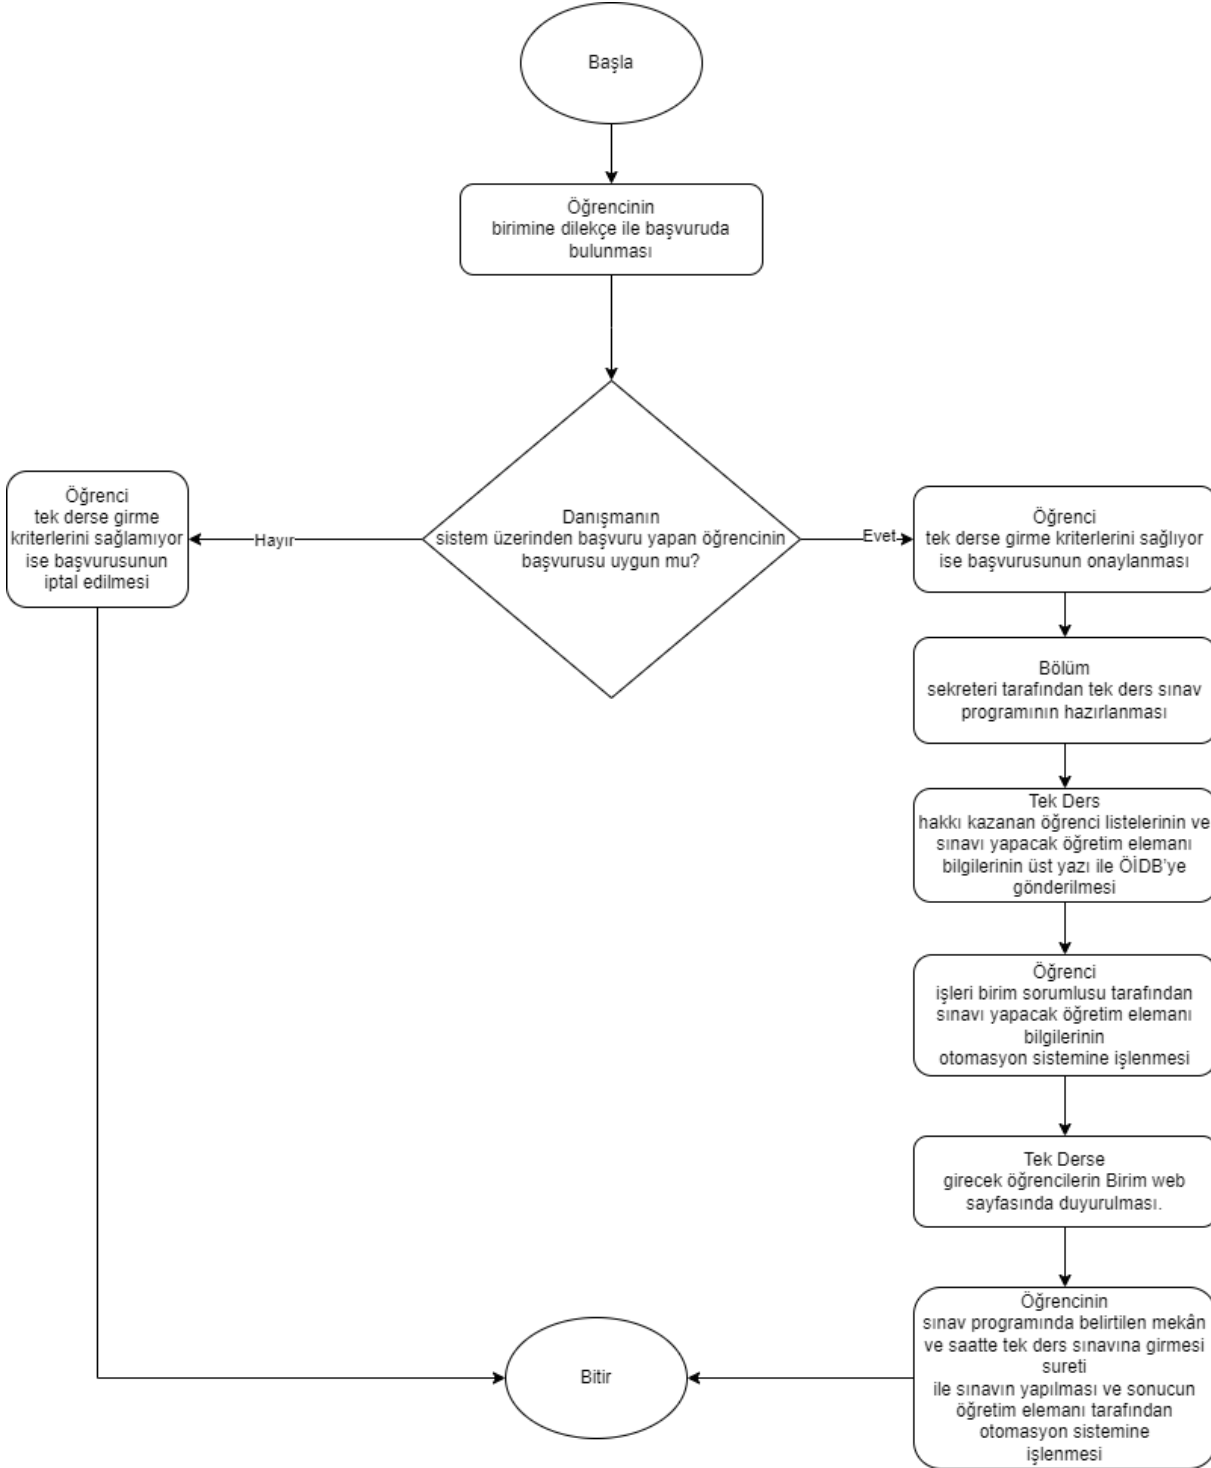 Başla
Öğrencinin
birimine dilekçe ile başvuruda
bulunması
Danışmanın
sistem üzerinden başvuru yapan öğrencinin
başvurusu uygun mu?
Hayır
Öğrenci
tek derse girme
kriterlerini sağlamıyor
ise başvurusunun
iptal edilmesi
Evet
Öğrenci
tek derse girme kriterlerini sağlıyor
ise başvurusunun onaylanması
Bölüm
sekreteri tarafından tek ders sınav
programının hazırlanması
Tek Ders
hakkı kazanan öğrenci listelerinin ve
sınavı yapacak öğretim elemanı
bilgilerinin üst yazı ile ÖİDB'ye
gönderilmesi
Öğrenci
işleri birim sorumlusu tarafından
sınavı yapacak öğretim elemanı
bilgilerinin
otomasyon sistemine işlenmesi
Tek Derse
girecek öğrencilerin Birim web
sayfasında duyurulması.
Öğrencinin
sınav programında belirtilen mekân
ve saatte tek ders sınavına girmesi
sureti
ile sınavın yapılması ve sonucun
öğretim elemanı tarafından
otomasyon sistemine
işlenmesi
Bitir